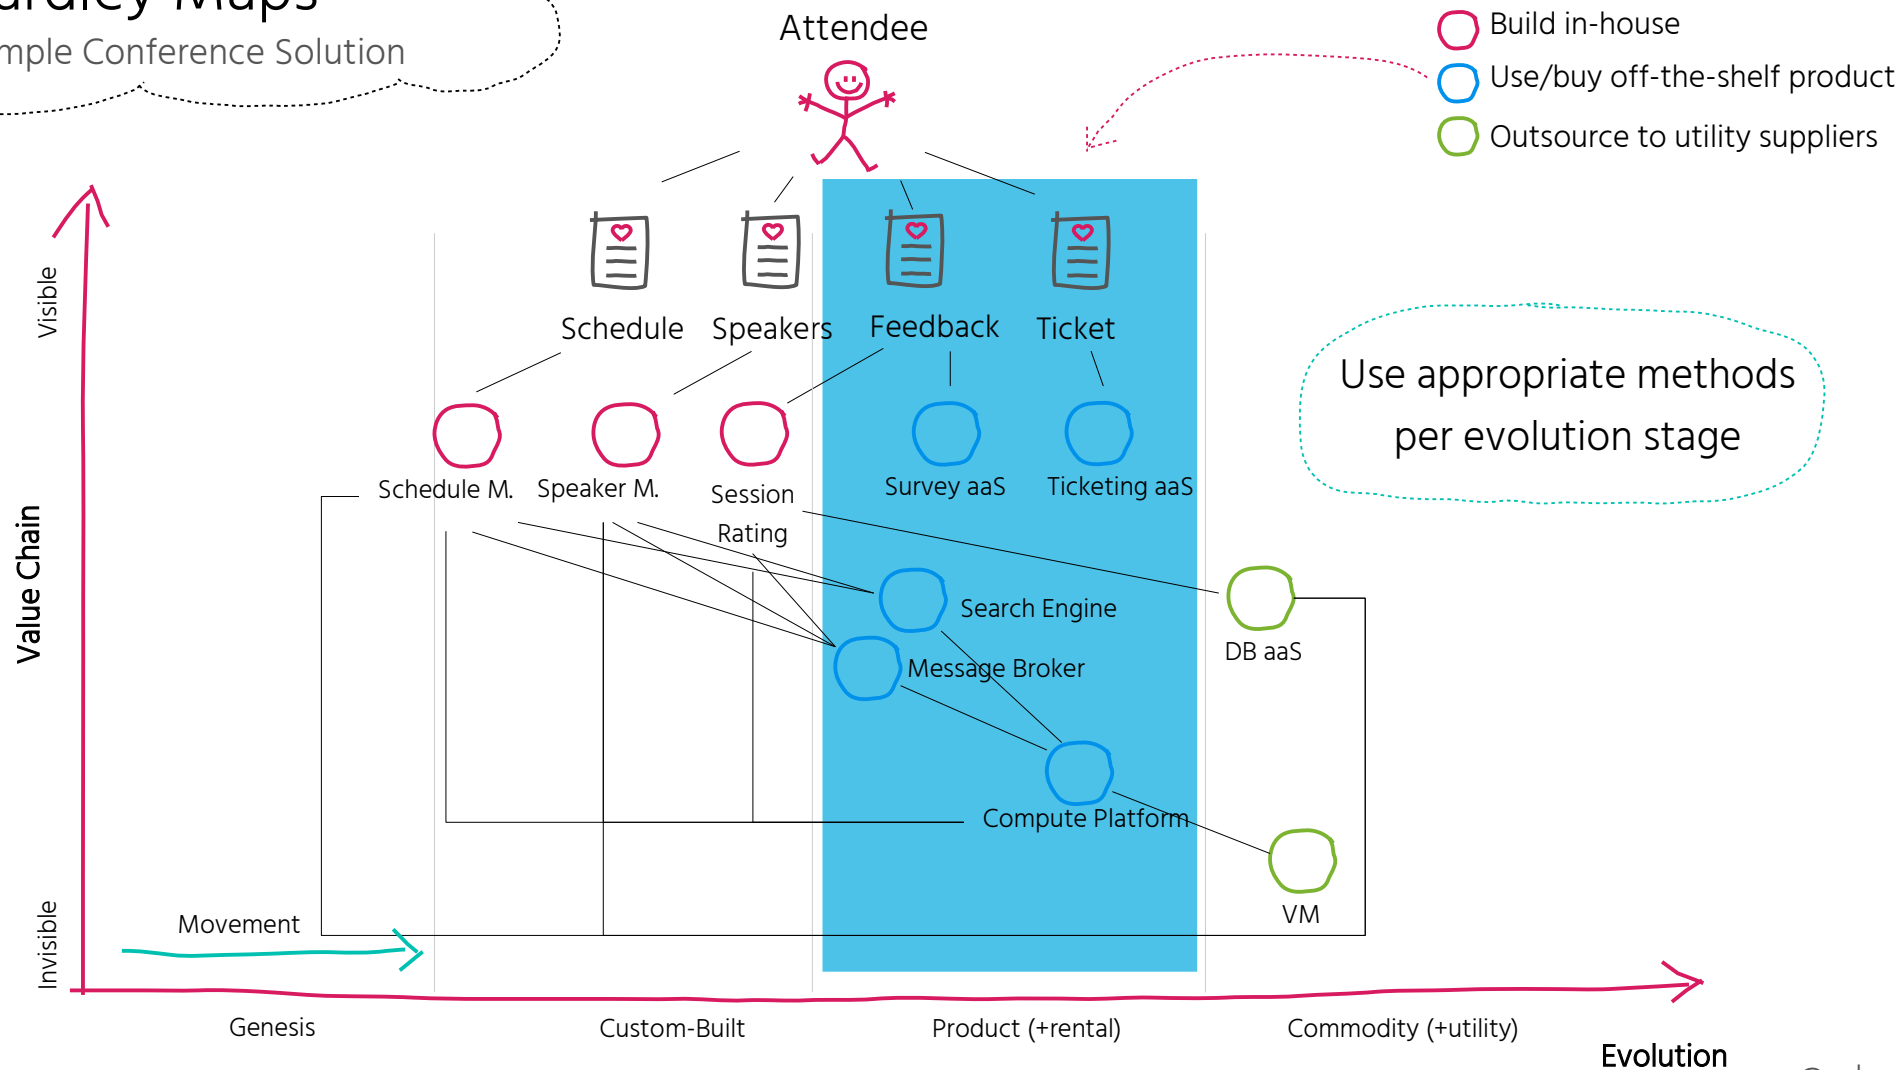 Maps
Conference Solution
Attendee
Build in-house
Use/buy off-the-shelf product
Outsource to utility suppliers
Visible
Value Chain
Invisible
Schedule
Speakers
Feedback
Ticket
Use appropriate methods
per evolution stage
Schedule M.
Speaker M.
Session
Rating
Survey aaS
Ticketing aaS
Search Engine
Message Broker
DB aaS
Compute Platform
VM
Movement
Genesis
Custom-Built
Product (+rental)
Commodity (+utility)
Evolution